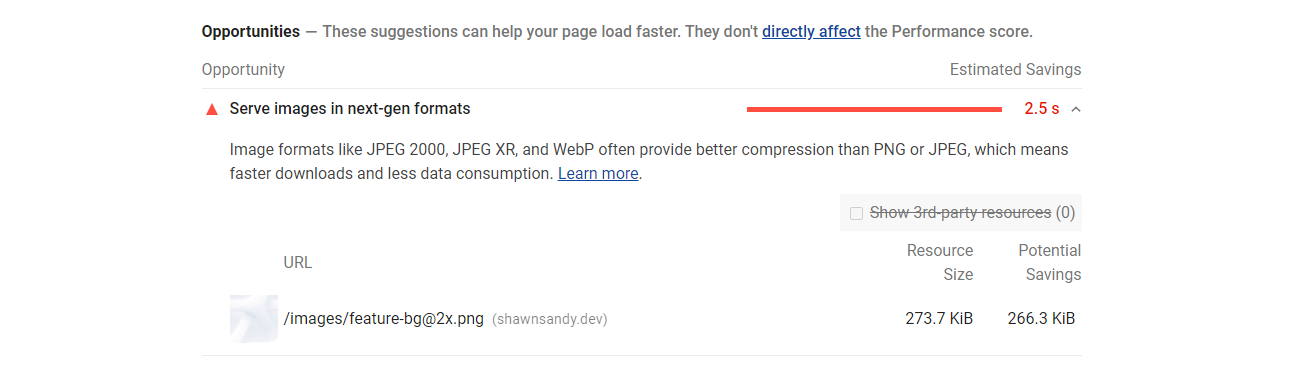 Opportunities — These suggestions can help your page load faster. They don't directly affect the Performance score.
Opportunity Estimated Savings
Serve images in next-gen formats 2.5 s
Image formats like JPEG 2000, JPEG XR, and WebP often provide better compression than PNG or JPEG, which means
faster downloads and less data consumption. Learn more.
Show 3rd-party resources (0)
URL Resource Size Potential Savings
/images/feature-bg@2x.png (shawnsandy.dev) 273.7 KiB 266.3 KiB